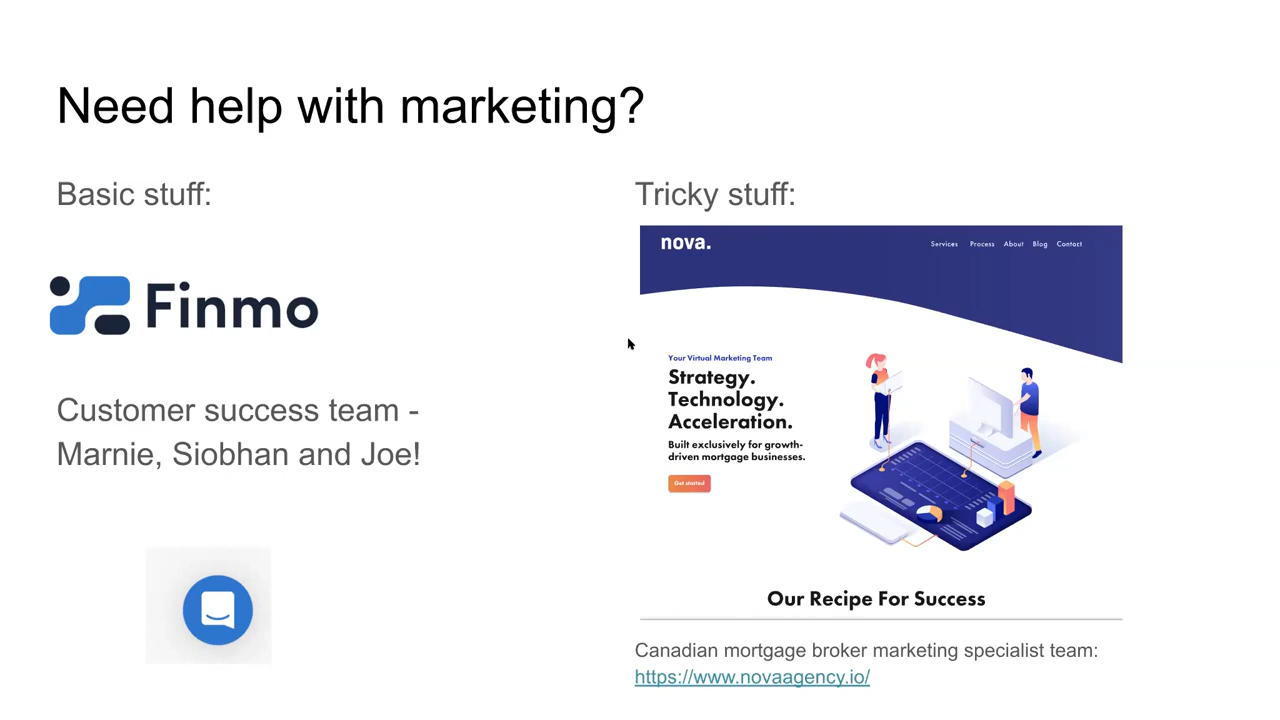 Need help with marketing?
Basic stuff:
Finmo
Customer success team -
Marnie, Siobhan and Joe!
Tricky stuff:
nova.
Services Process About Blog Contact
Your Virtual Marketing Team
Strategy.
Technology.
Acceleration.
Built exclusively for growth-
driven mortgage businesses.
Get started
Our Recipe For Success
Canadian mortgage broker marketing specialist team:
https://www.novaagency.io/